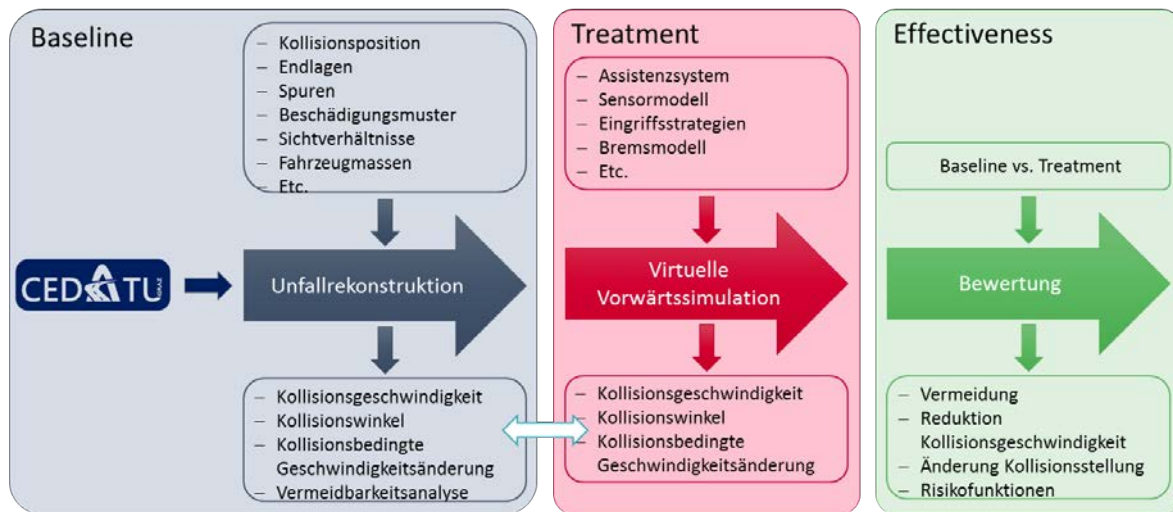 Baseline
– Kollisionsposition
– Endlagen
– Spuren
– Beschädigungsmuster
– Sichtverhältnisse
– Fahrzeugmassen
– Etc.
CEDATU
GRAZ
Unfallrekonstruktion
– Kollisionsgeschwindigkeit
– Kollisionswinkel
– Kollisionsbedingte
Geschwindigkeitsänderung
– Vermeidbarkeitsanalyse
Treatment
– Assistenzsystem
– Sensormodell
– Eingriffsstrategien
– Bremsmodell
– Etc.
Virtuelle
Vorwärtssimulation
– Kollisionsgeschwindigkeit
– Kollisionswinkel
– Kollisionsbedingte
Geschwindigkeitsänderung
Effectiveness
Baseline vs. Treatment
Bewertung
– Vermeidung
– Reduktion
Kollisionsgeschwindigkeit
– Änderung Kollisionsstellung
– Risikofunktionen